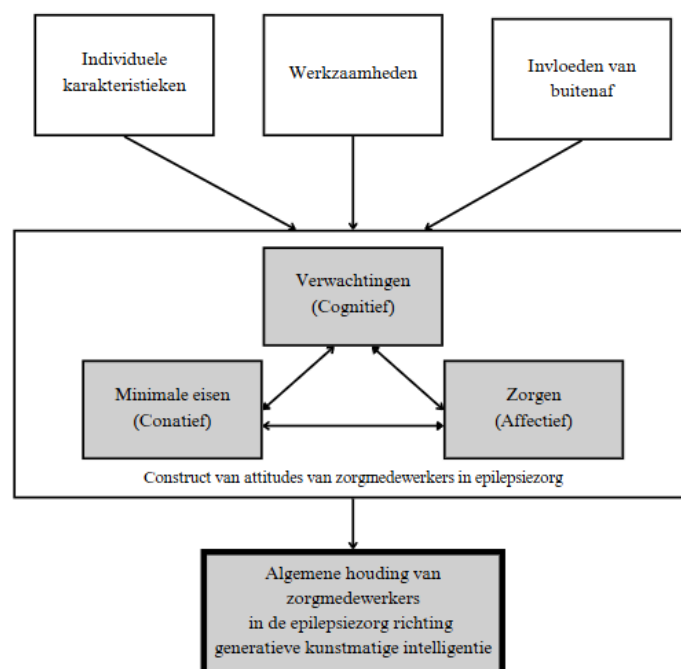 Individuele
karakteristieken
Werkzaamheden
Invloeden van
buitenaf
Verwachtingen
(Cognitief)
Minimale eisen
(Conatief)
Zorgen
(Affectief)
Construct van attitudes van zorgmedewerkers in epilepsiezorg
Algemene houding van
zorgmedewerkers
in de epilepsiezorg richting
generatieve kunstmatige intelligentie